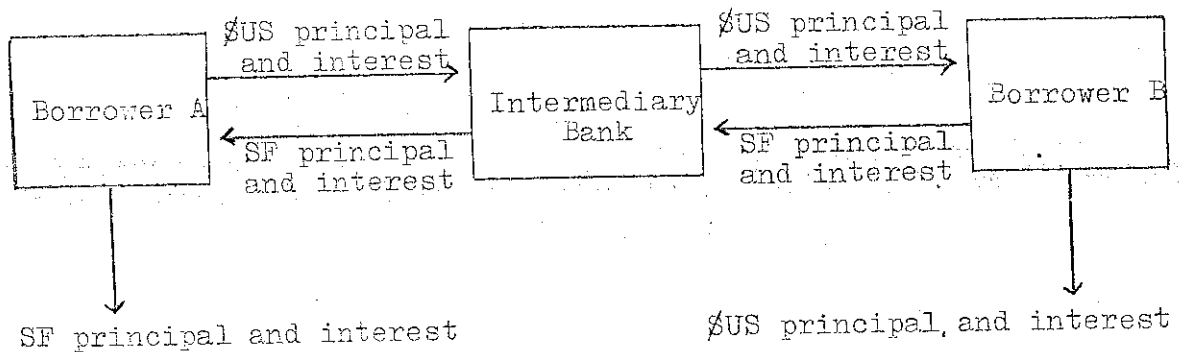 $US principal
and interest
$US principal
and interest
Borrower A
Intermediary
Bank
Borrower B
SF principal
and interest
SF principal
and interest
SF principal and interest
$US principal, and interest